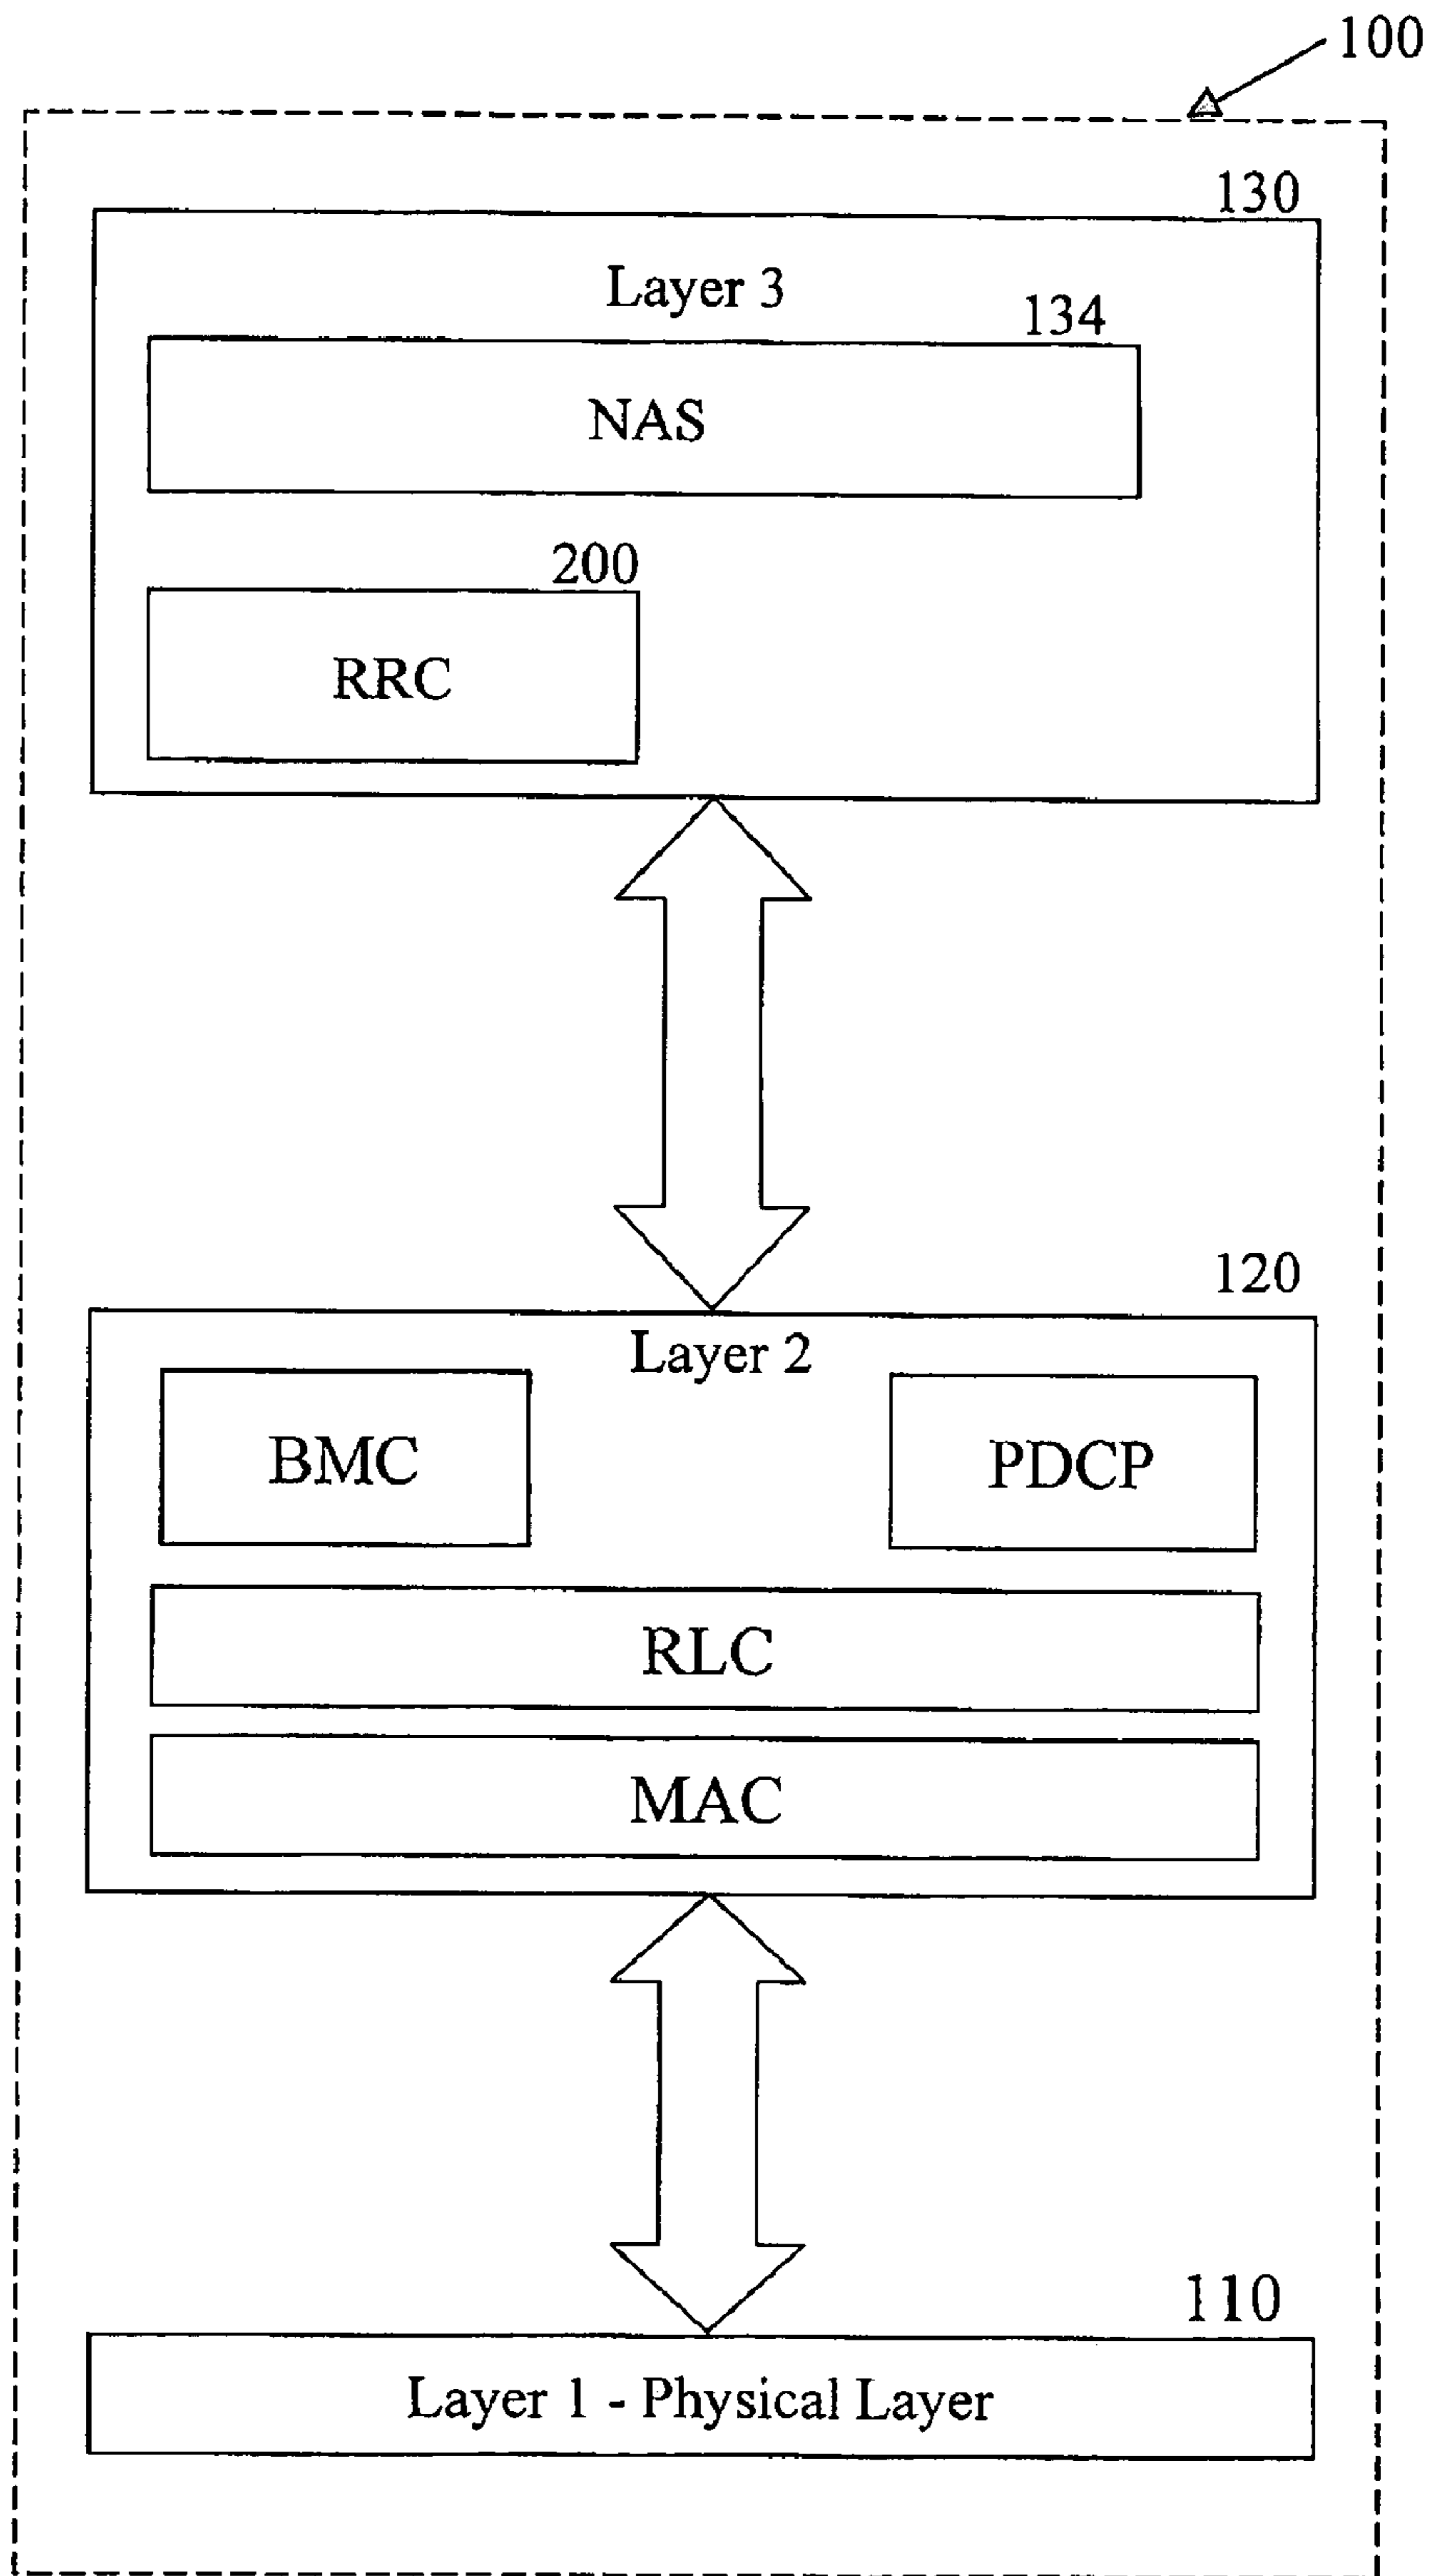 100
130
Layer 3
134
NAS
200
RRC
120
Layer 2
BMC
PDCP
RLC
MAC
110
Layer 1 - Physical Layer